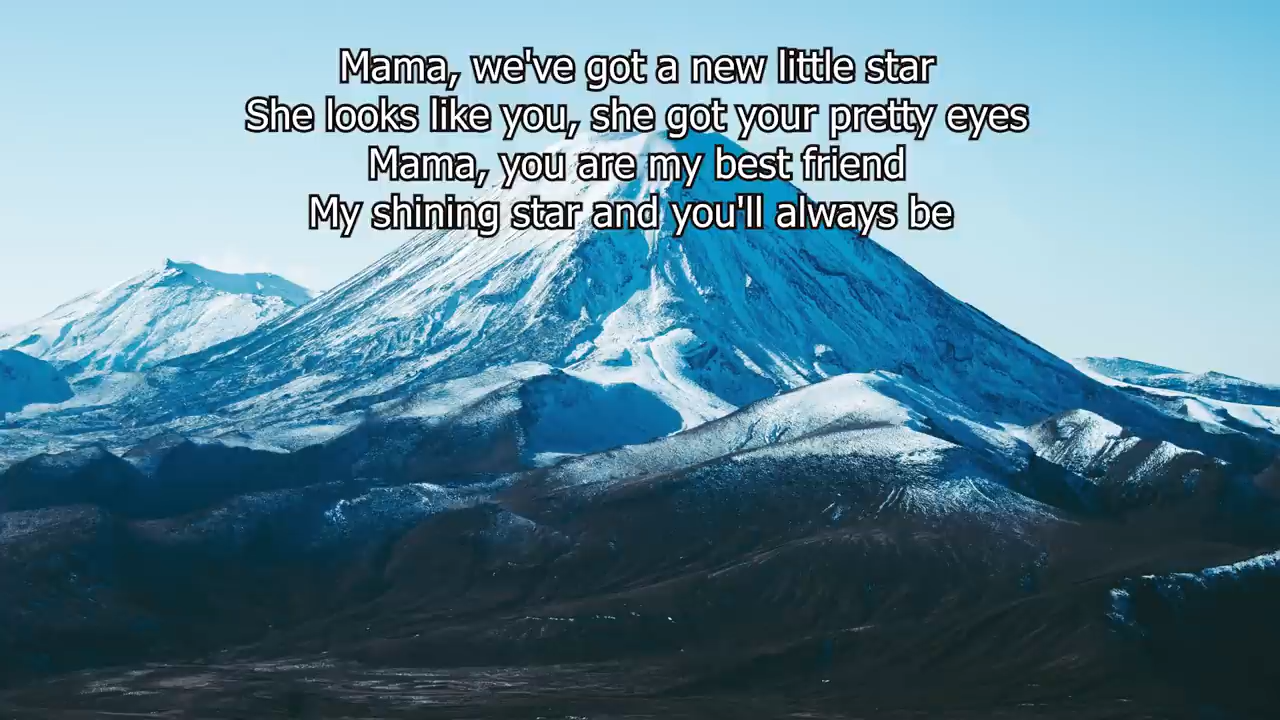 Mama, we've got a new little star
She looks like you, she got your pretty eyes
Mama, you are my best friend
My shining star and you'll always be